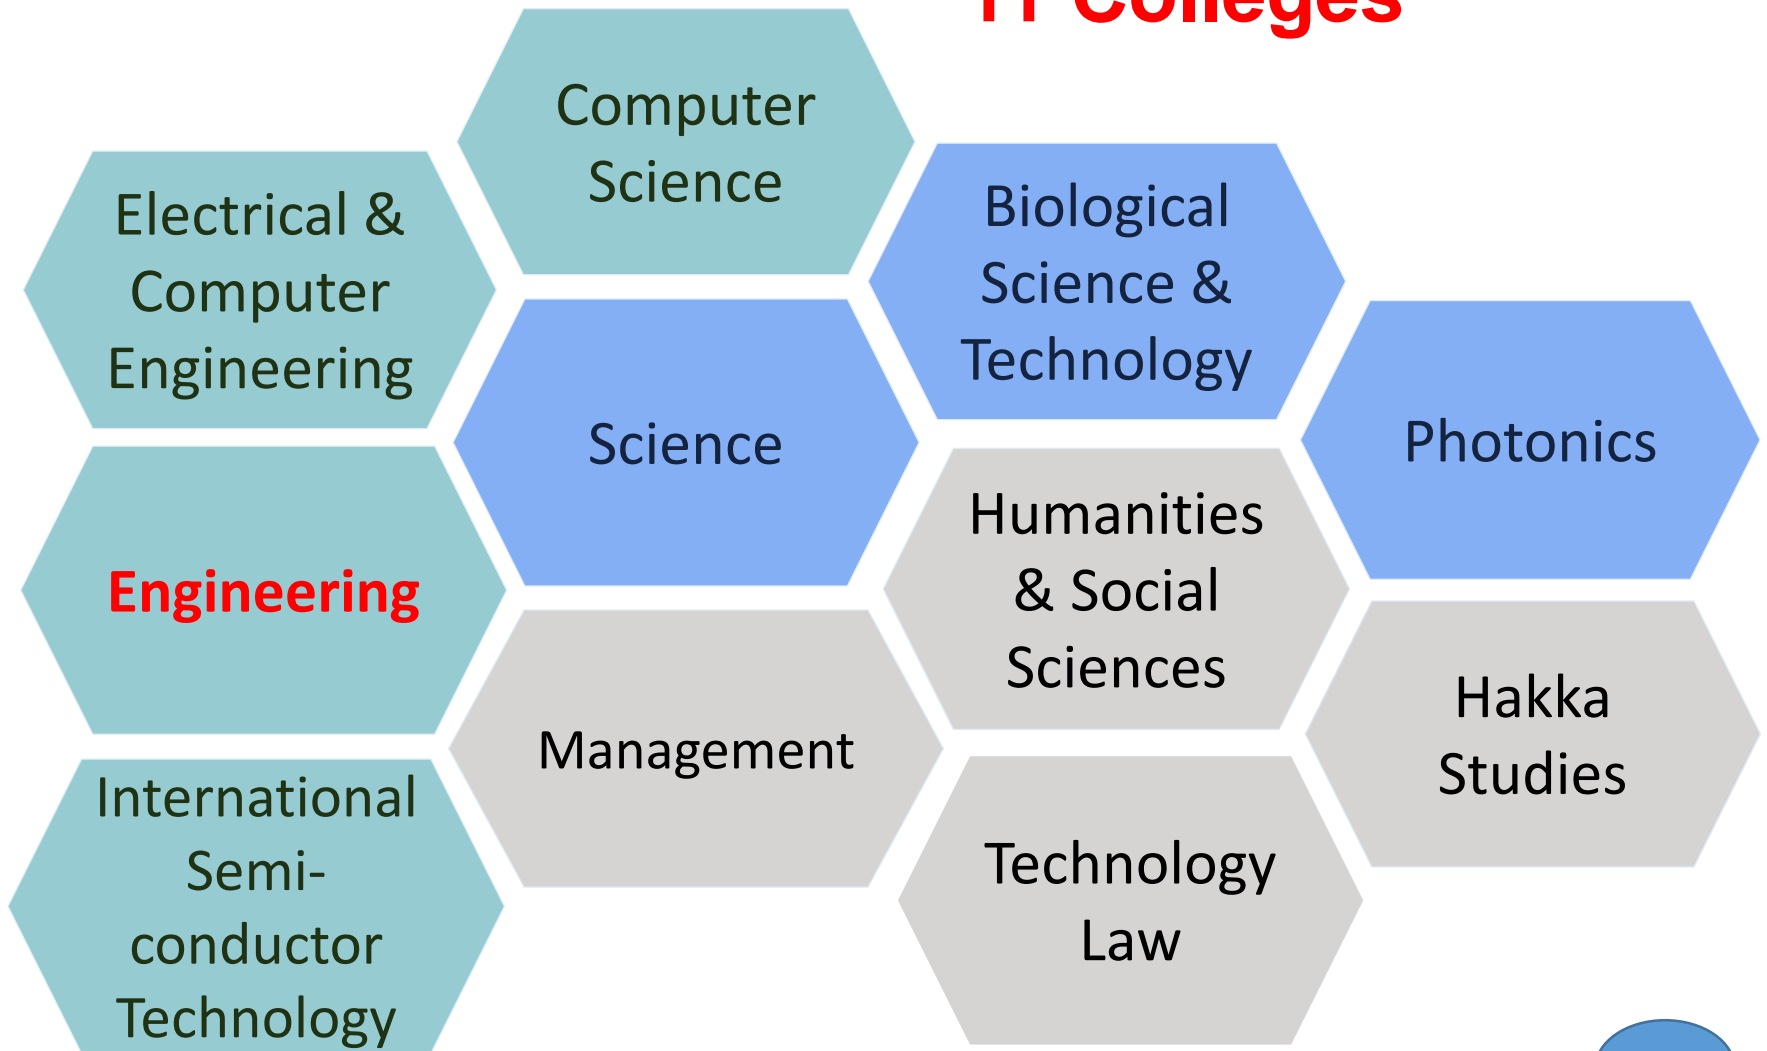 Colleges
Computer
Science
Electrical &
Computer
Engineering
Biological
Science &
Technology
Science
Photonics
Engineering
Humanities
& Social
Sciences
Management
Hakka
Studies
International
Semi-
conductor
Technology
Technology
Law